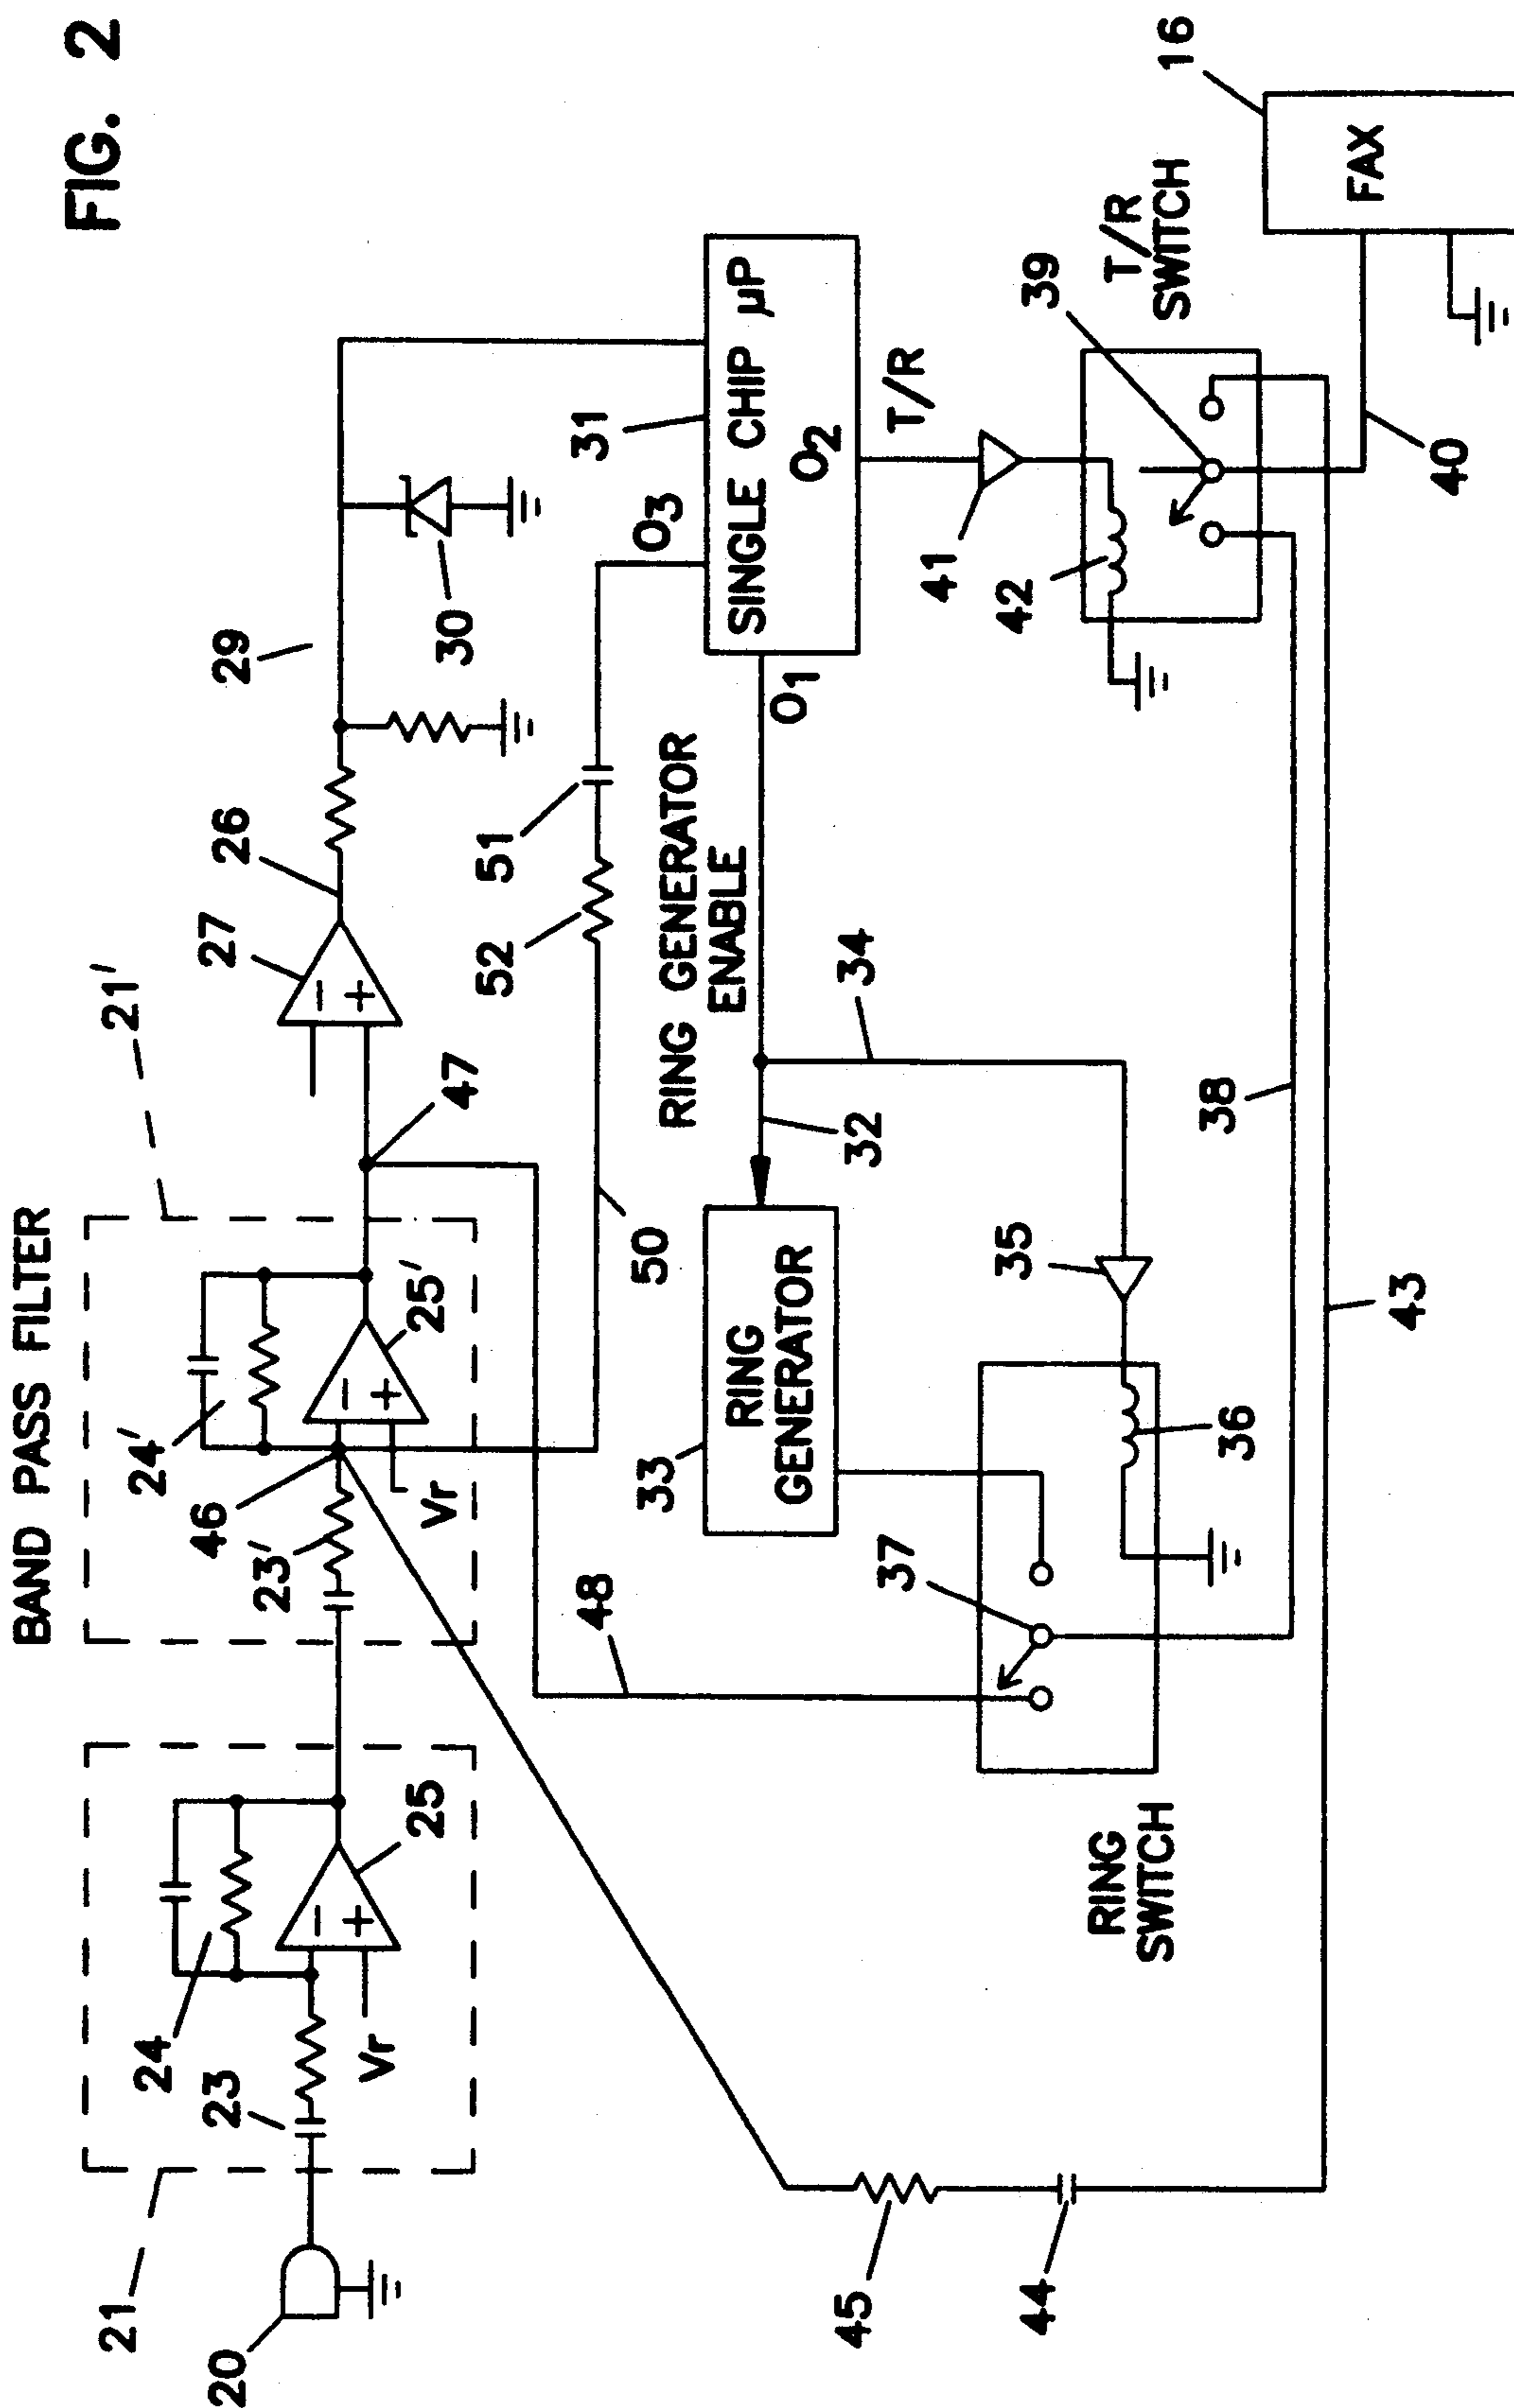 FIG. 2
BAND PASS FILTER
21
21'
20
23
24
25
Vr
23'
24'
25'
Vr
46
47
27
26
29
30
31
SINGLE CHIP µP
O3
O2
O1
50
51
52
RING GENERATOR
ENABLE
32
34
33
RING
GENERATOR
35
36
37
48
RING
SWITCH
T/R
41
42
39
T/R
SWITCH
16
FAX
40
38
43
44
45